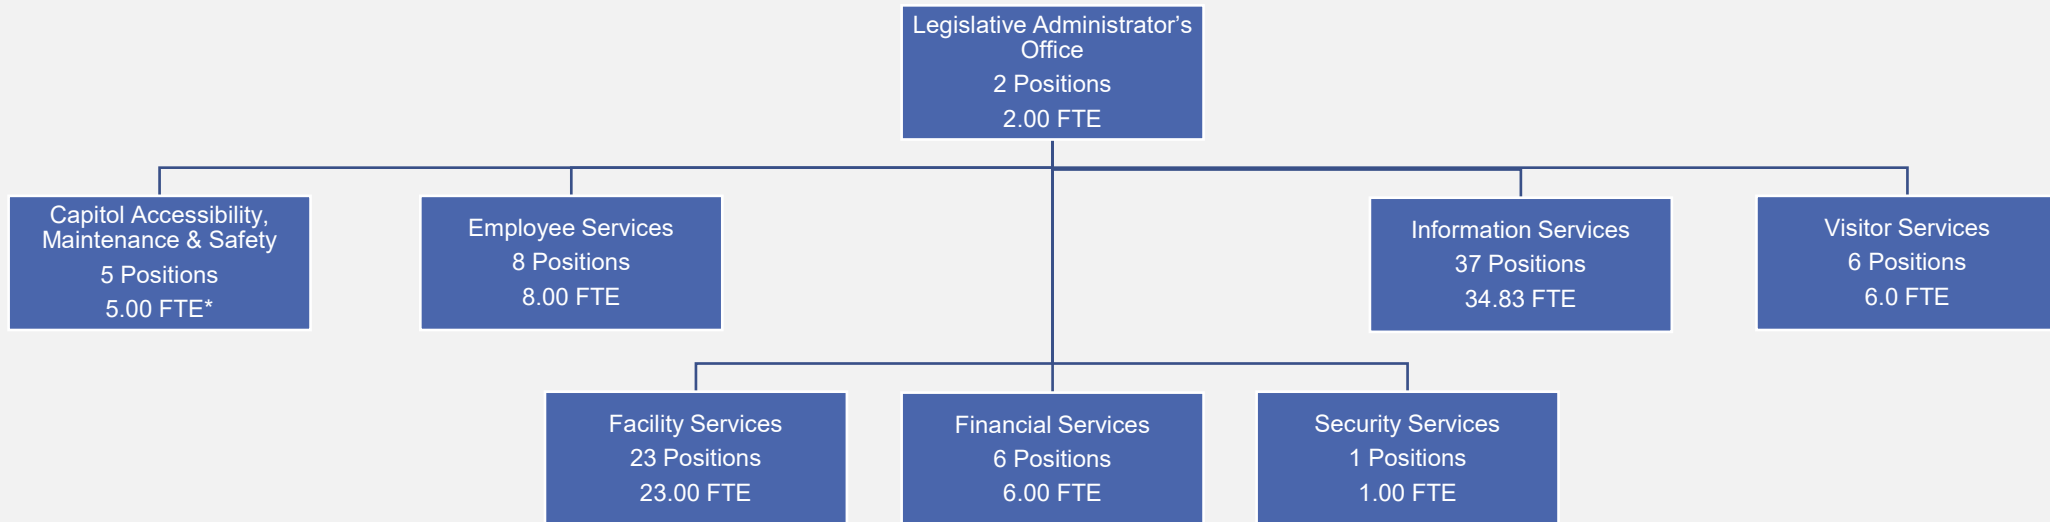 Legislative Administrator’s
Office
2 Positions
2.00 FTE
Capitol Accessibility,
Maintenance & Safety
5 Positions
5.00 FTE*
Employee Services
8 Positions
8.00 FTE
Information Services
37 Positions
34.83 FTE
Visitor Services
6 Positions
6.0 FTE
Facility Services
23 Positions
23.00 FTE
Financial Services
6 Positions
6.00 FTE
Security Services
1 Positions
1.00 FTE